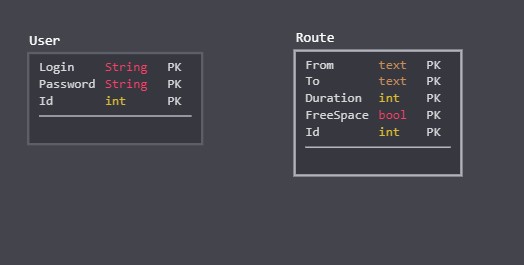 User
Login String PK
Password String PK
Id int PK
Route
From text PK
To text PK
Duration int PK
FreeSpace bool PK
Id int PK